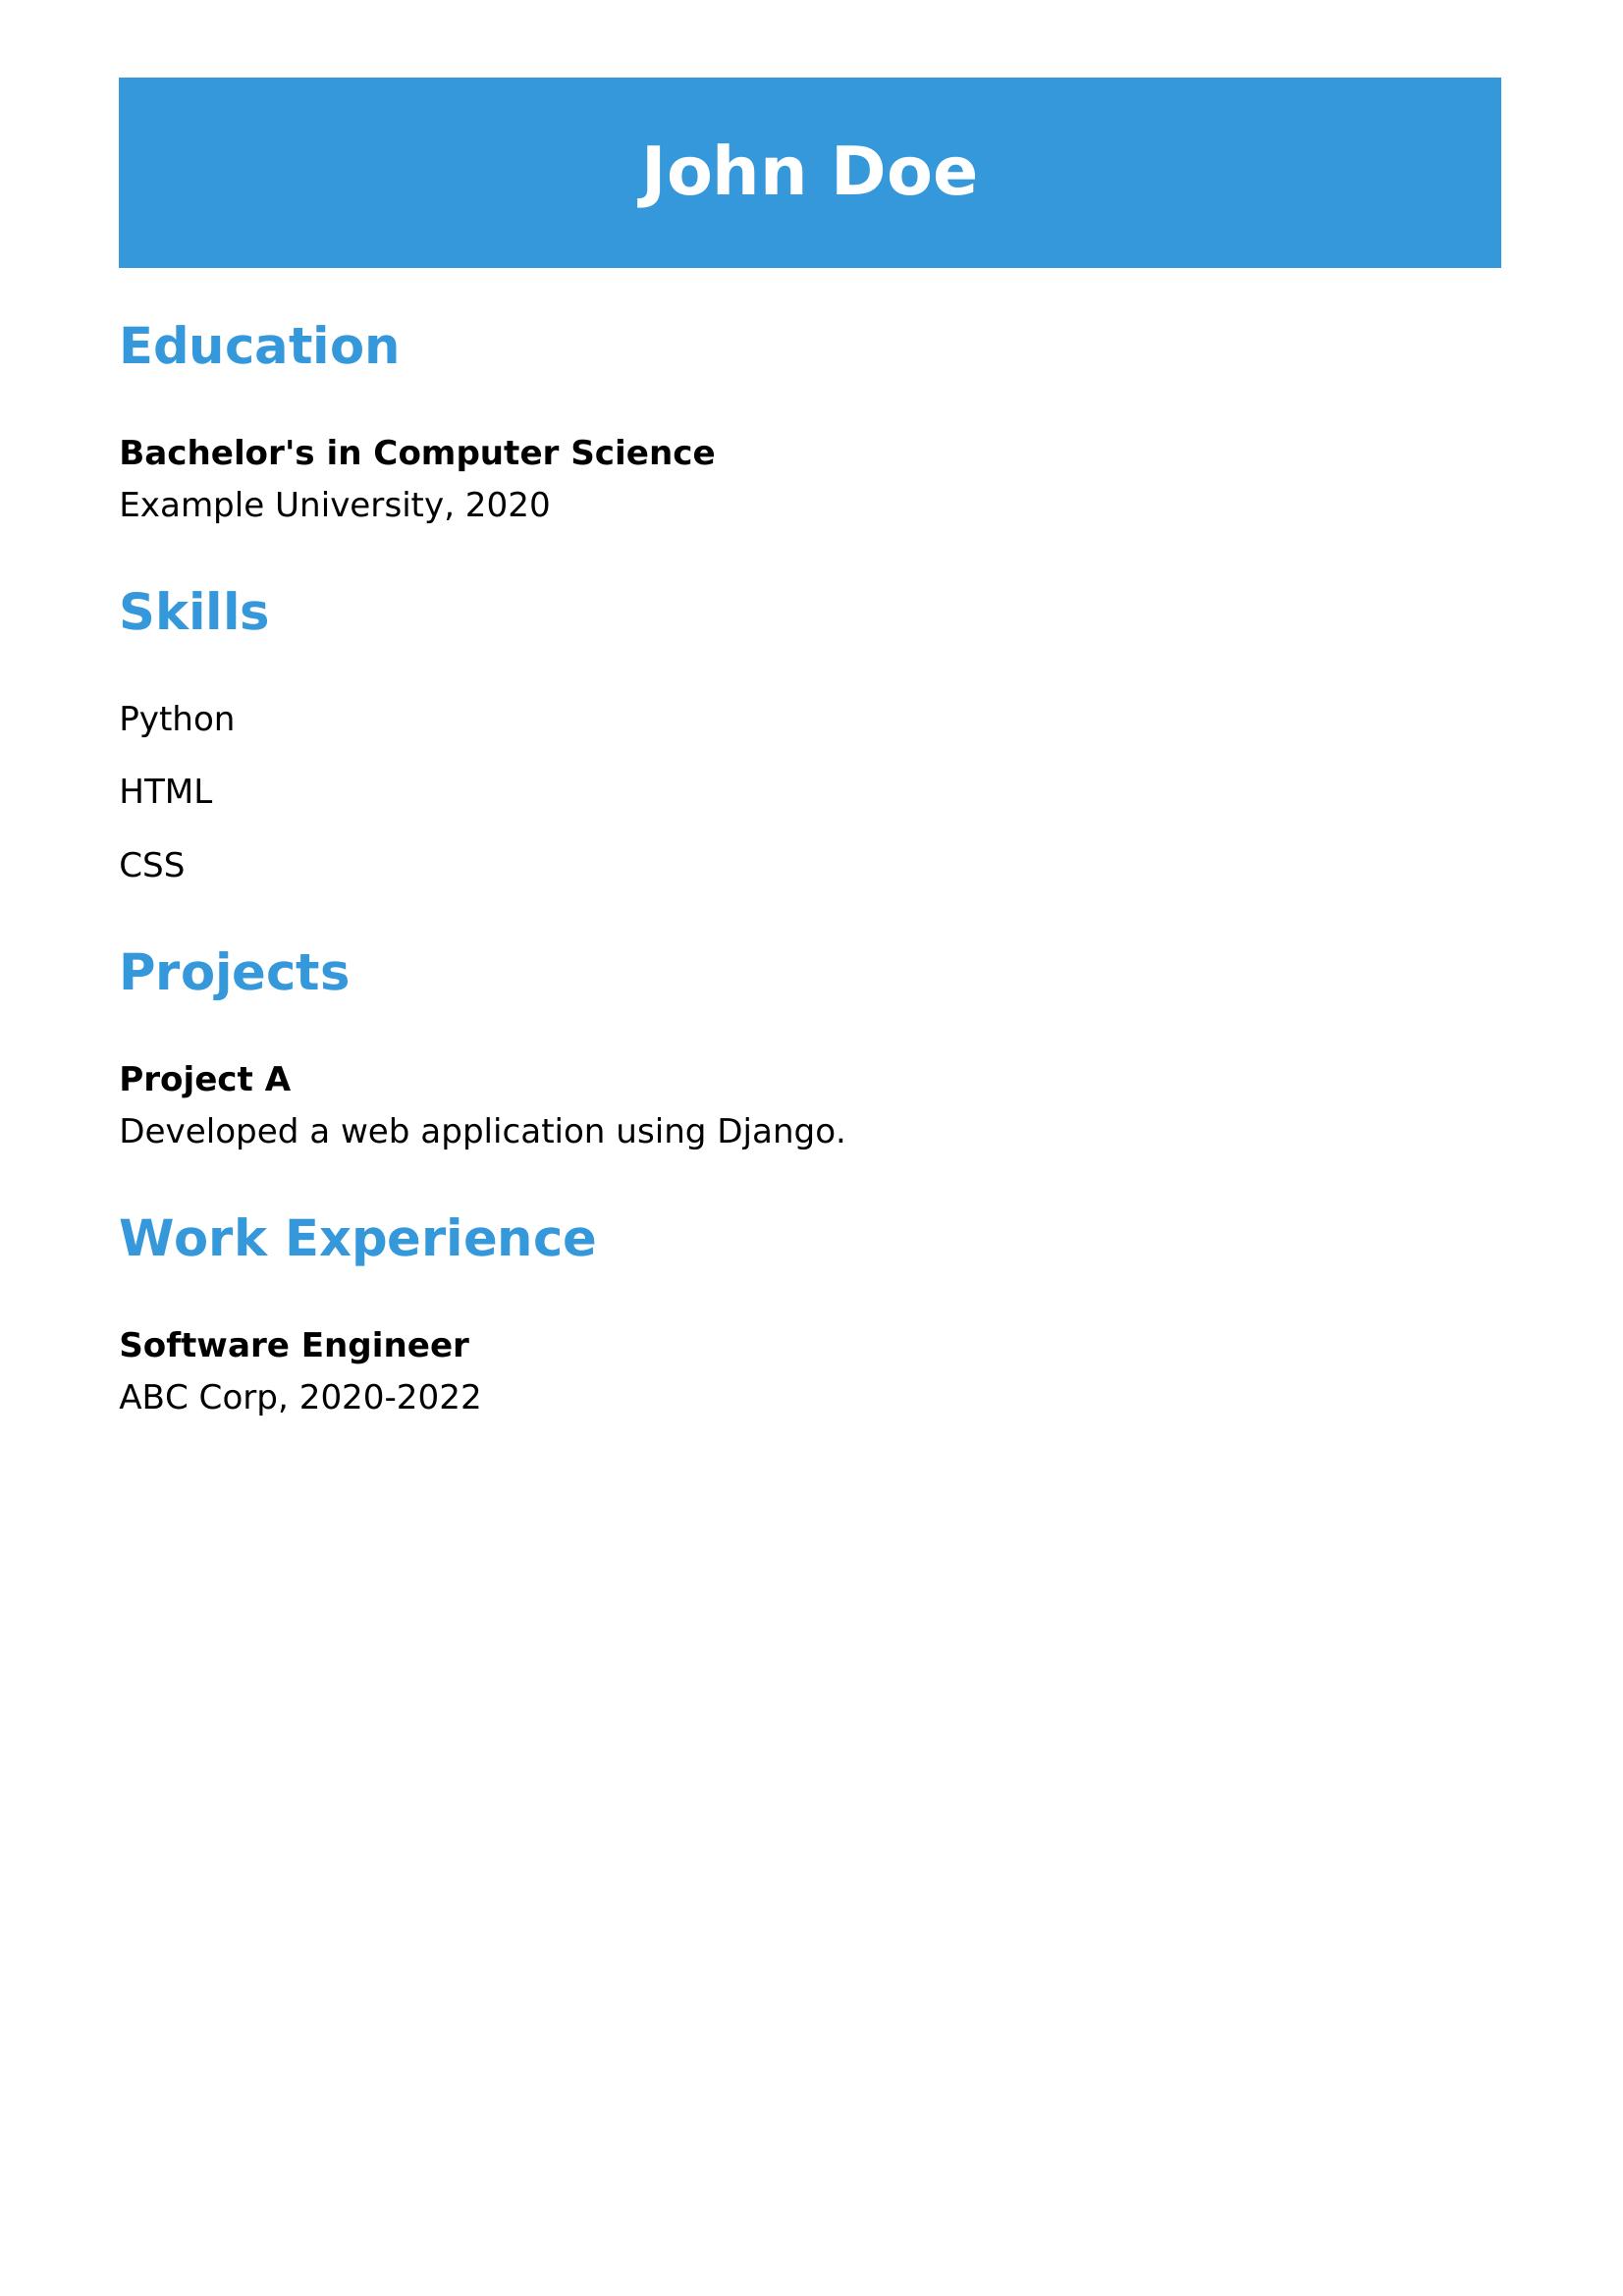 John Doe
Education
Bachelor's in Computer Science
Example University, 2020
Skills
Python
HTML
CSS
Projects
Project A
Developed a web application using Django.
Work Experience
Software Engineer
ABC Corp, 2020-2022